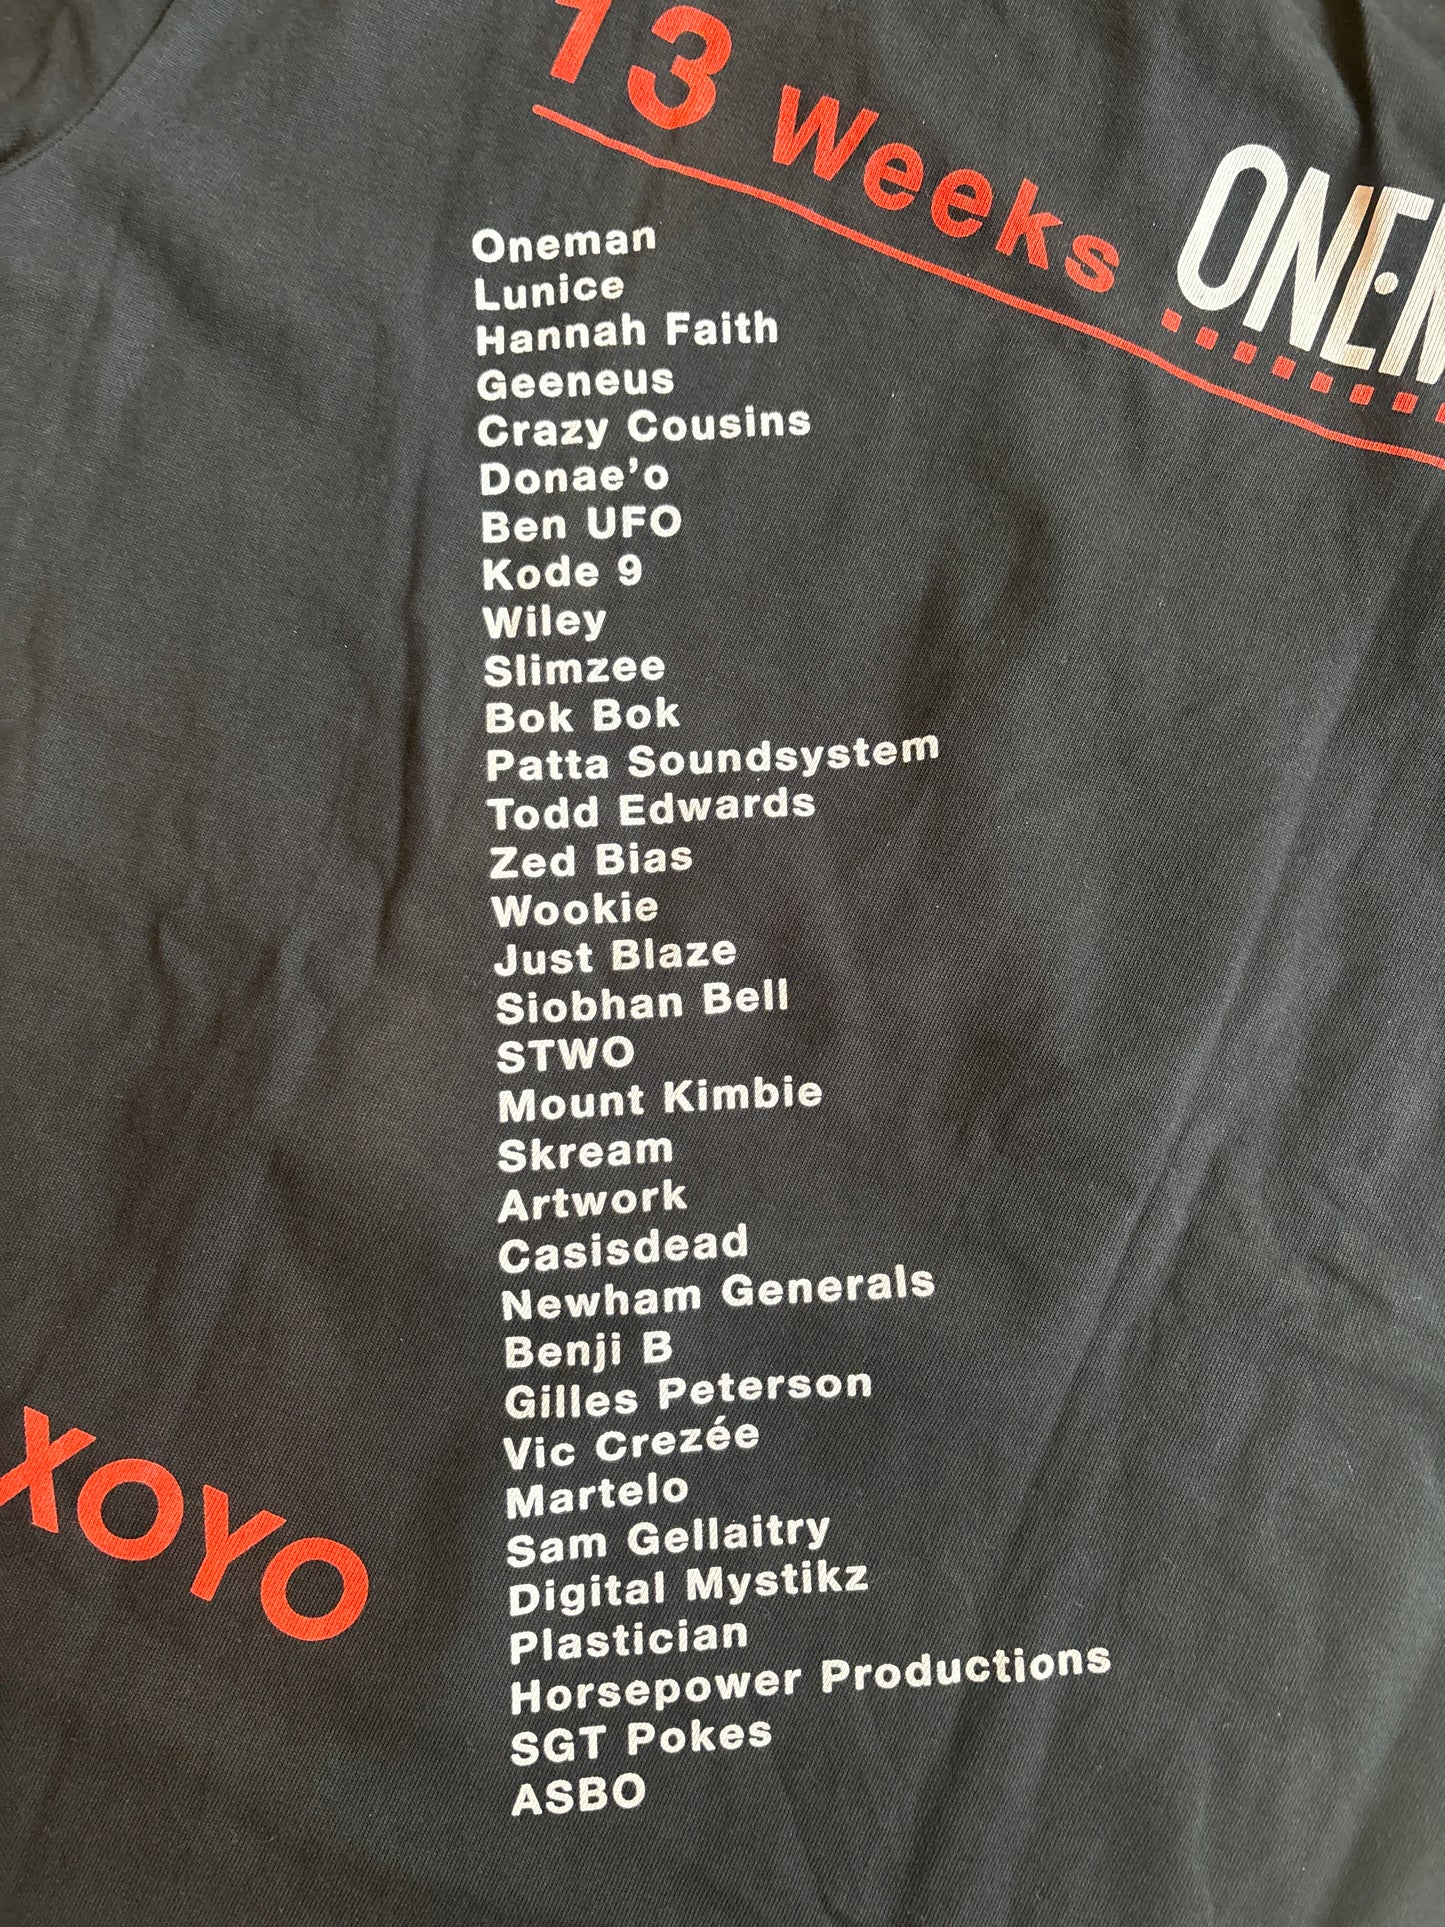 13 Weeks
Oneman
Lunice
Hannah Faith
Geeneus
Crazy Cousins
Donae’o
Ben UFO
Kode 9
Wiley
Slimzee
Bok Bok
Patta Soundsystem
Todd Edwards
Zed Bias
Wookie
Just Blaze
Siobhan Bell
STWO
Mount Kimbie
Skream
Artwork
Casisdead
Newham Generals
Benji B
Gilles Peterson
Vic Crezée
Martelo
Sam Gellaitry
Digital Mystikz
Plastician
Horsepower Productions
SGT Pokes
ASBO
XOYO